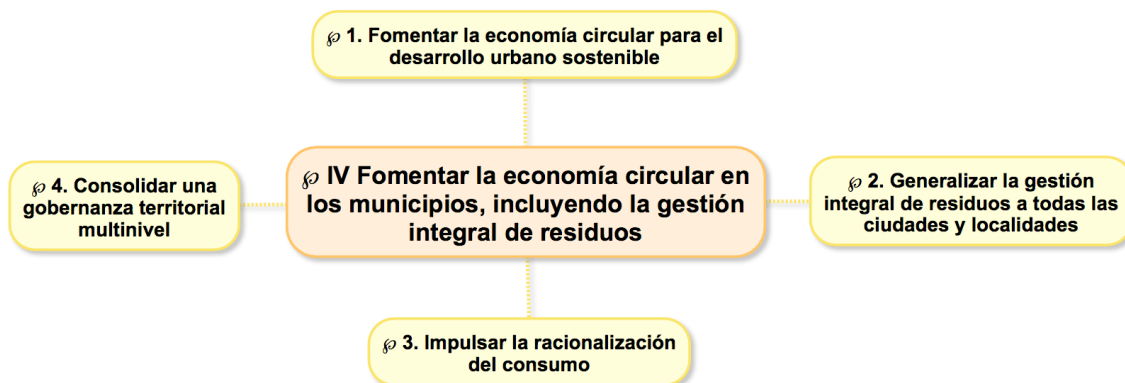 ℘ 1. Fomentar la economía circular para el
desarrollo urbano sostenible
℘ IV Fomentar la economía circular en
los municipios, incluyendo la gestión
integral de residuos
℘ 4. Consolidar una
gobernanza territorial
multinivel
℘ 2. Generalizar la gestión
integral de residuos a todas las
ciudades y localidades
℘ 3. Impulsar la racionalización
del consumo